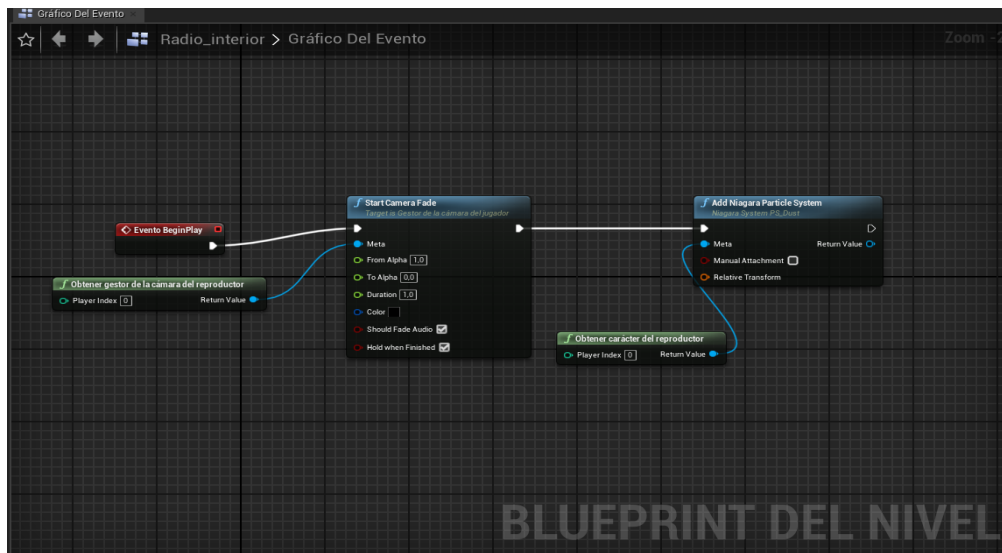 Gráfico Del Evento
Radio_interior > Gráfico Del Evento
Zoom -2
Evento BeginPlay
Obtener gestor de la cámara del reproductor
Player Index 0
Return Value
Start Camera Fade
Target is Gestor de la cámara del jugador
Meta
From Alpha 1,0
To Alpha 0,0
Duration 1,0
Color
Should Fade Audio
Hold when Finished
Add Niagara Particle System
Niagara System PS_Dust
Meta
Return Value
Manual Attachment
Relative Transform
Obtener carácter del reproductor
Player Index 0
Return Value
BLUEPRINT DEL NIVEL